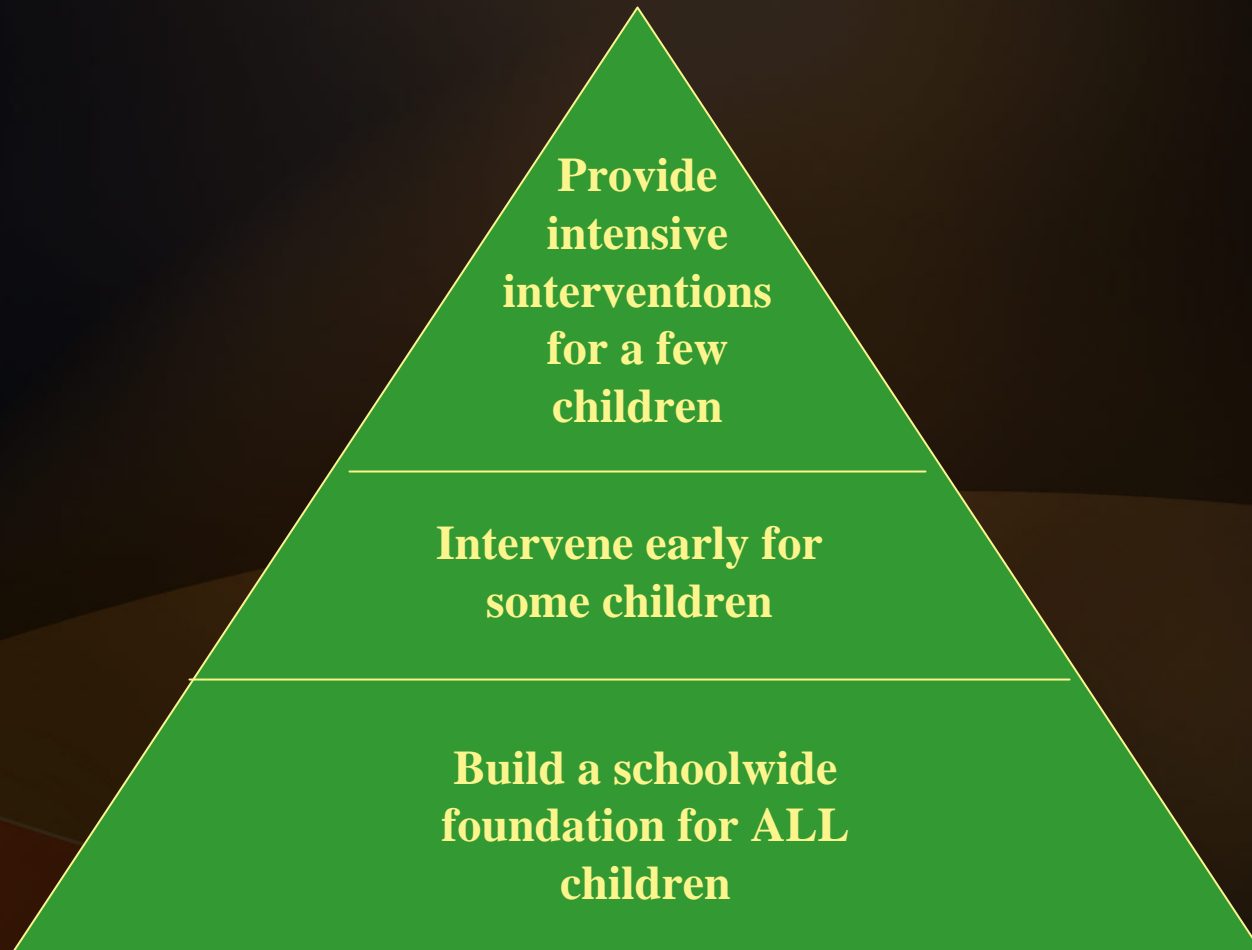 Provide
intensive
interventions
for a few
children
Intervene early for
some children
Build a schoolwide
foundation for ALL
children